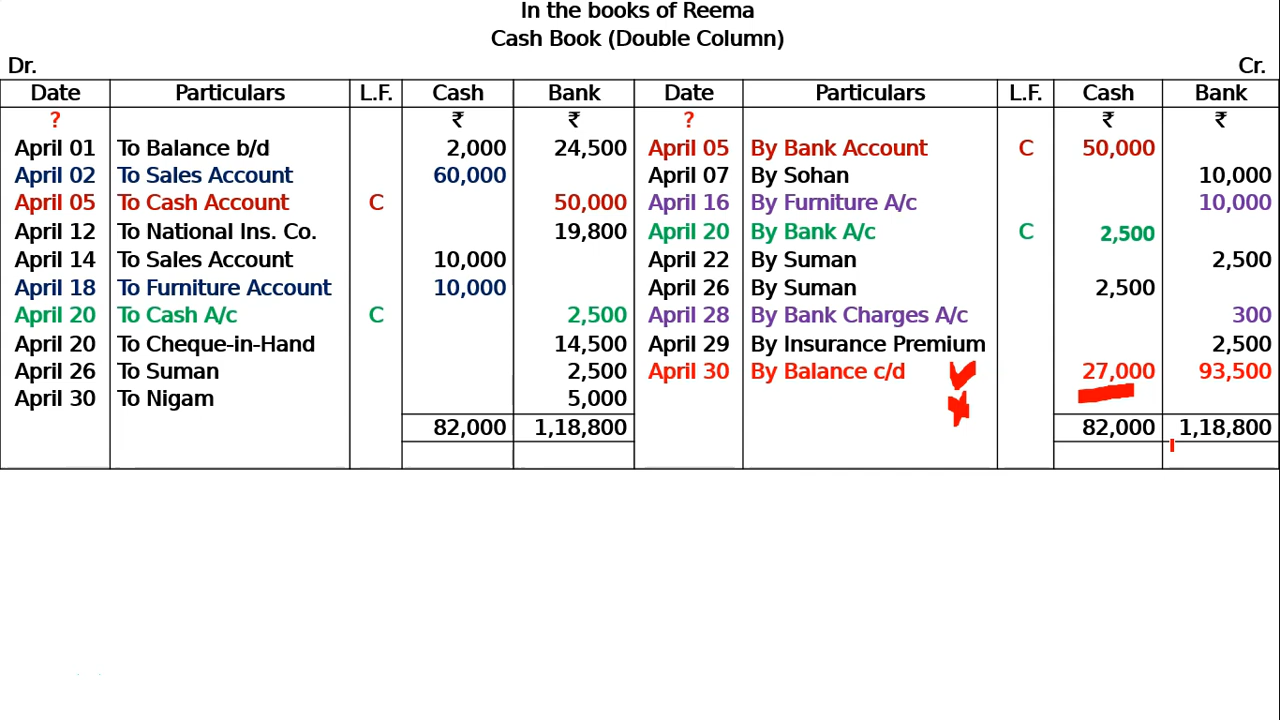 In the books of Reema
Cash Book (Double Column)
Dr. Cr.
Date Particulars L.F. Cash Bank Date Particulars L.F. Cash Bank
? ₹ ₹ ? ₹ ₹
April 01 To Balance b/d 2,000 24,500 April 05 By Bank Account C 50,000
April 02 To Sales Account 60,000 April 07 By Sohan 10,000
April 05 To Cash Account C 50,000 April 16 By Furniture A/c 10,000
April 12 To National Ins. Co. 19,800 April 20 By Bank A/c C 2,500
April 14 To Sales Account 10,000 April 22 By Suman 2,500
April 18 To Furniture Account 10,000 April 26 By Suman 2,500
April 20 To Cash A/c C 2,500 April 28 By Bank Charges A/c 300
April 20 To Cheque-in-Hand 14,500 April 29 By Insurance Premium 2,500
April 26 To Suman 2,500 April 30 By Balance c/d 27,000 93,500
April 30 To Nigam 5,000
82,000 1,18,800 82,000 1,18,800